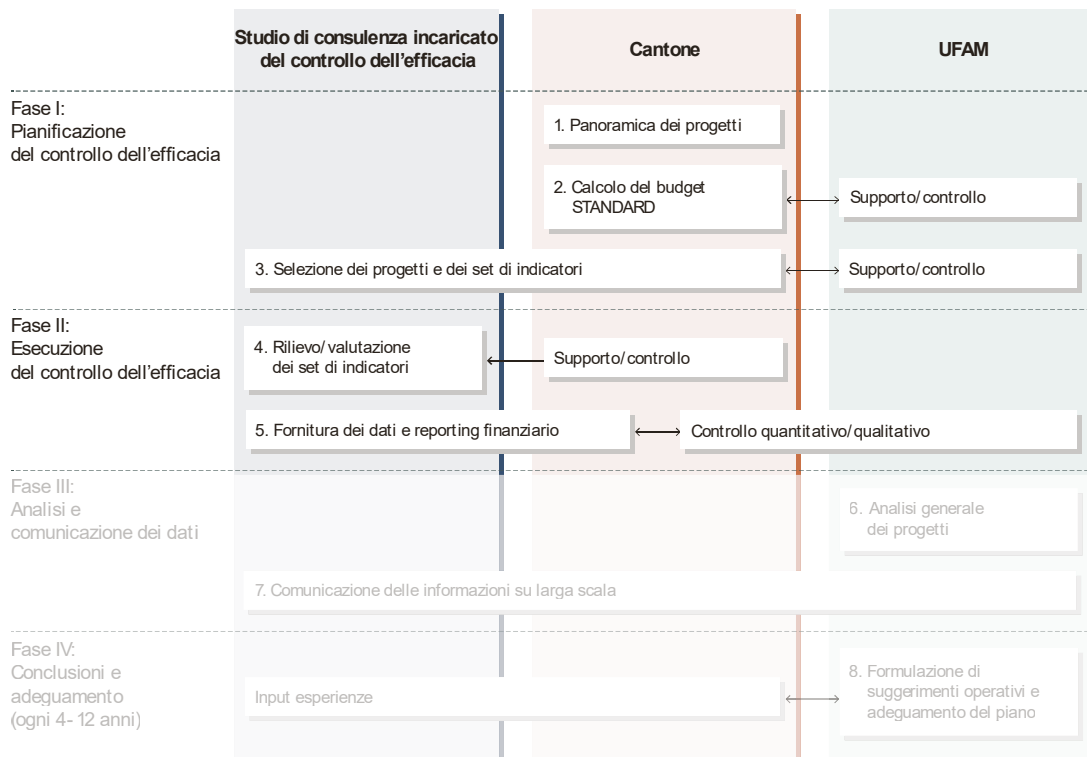 Studio di consulenza incaricato
del controllo dell'efficacia
Cantone
UFAM
Fase I:
Pianificazione
del controllo dell'efficacia
1. Panoramica dei progetti
2. Calcolo del budget
STANDARD
Supporto/controllo
3. Selezione dei progetti e dei set di indicatori
Supporto/controllo
Fase II:
Esecuzione
del controllo dell'efficacia
4. Rilievo/valutazione
dei set di indicatori
Supporto/controllo
5. Fornitura dei dati e reporting finanziario
Controllo quantitativo/qualitativo
Fase III:
Analisi e
comunicazione dei dati
6. Analisi generale
dei progetti
7. Comunicazione delle informazioni su larga scala
Fase IV:
Conclusioni e
adeguamento
(ogni 4-12 anni)
Input esperienze
8. Formulazione di
suggerimenti operativi e
adeguamento del piano